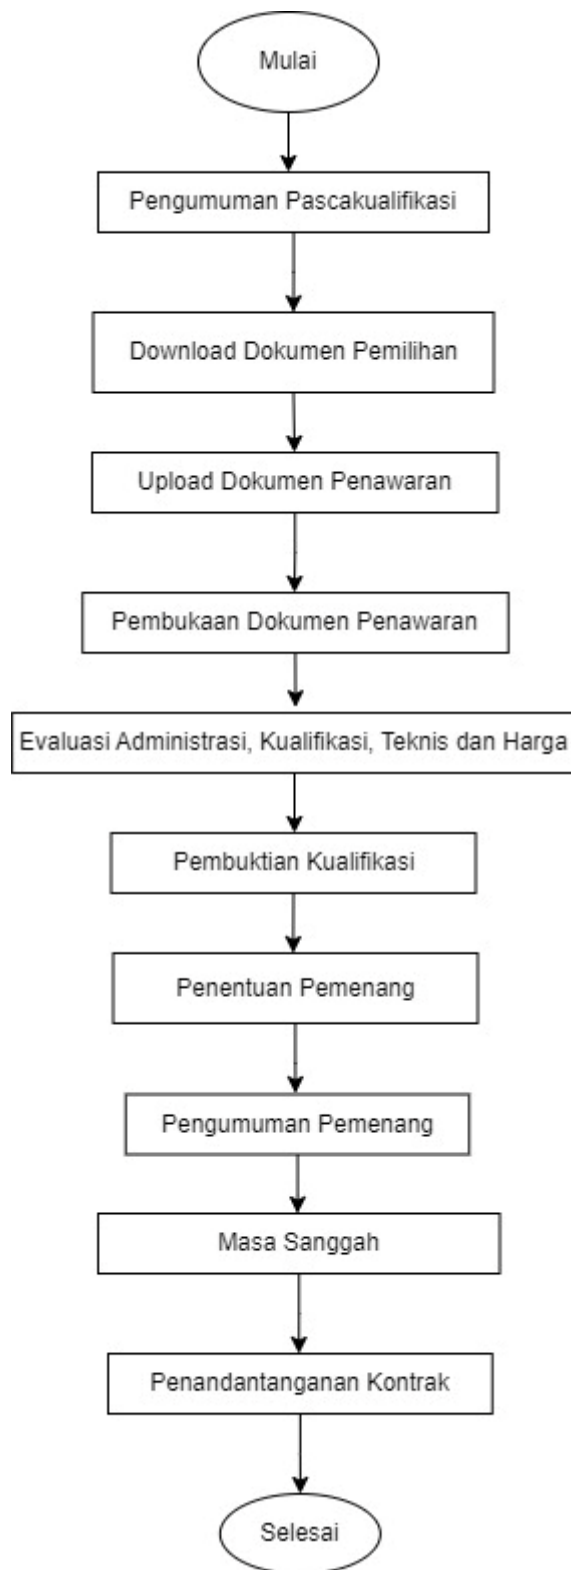 Mulai
Pengumuman Pascakualifikasi
Download Dokumen Pemilihan
Upload Dokumen Penawaran
Pembukaan Dokumen Penawaran
Evaluasi Administrasi, Kualifikasi, Teknis dan Harga
Pembuktian Kualifikasi
Penentuan Pemenang
Pengumuman Pemenang
Masa Sanggah
Penandantanganan Kontrak
Selesai